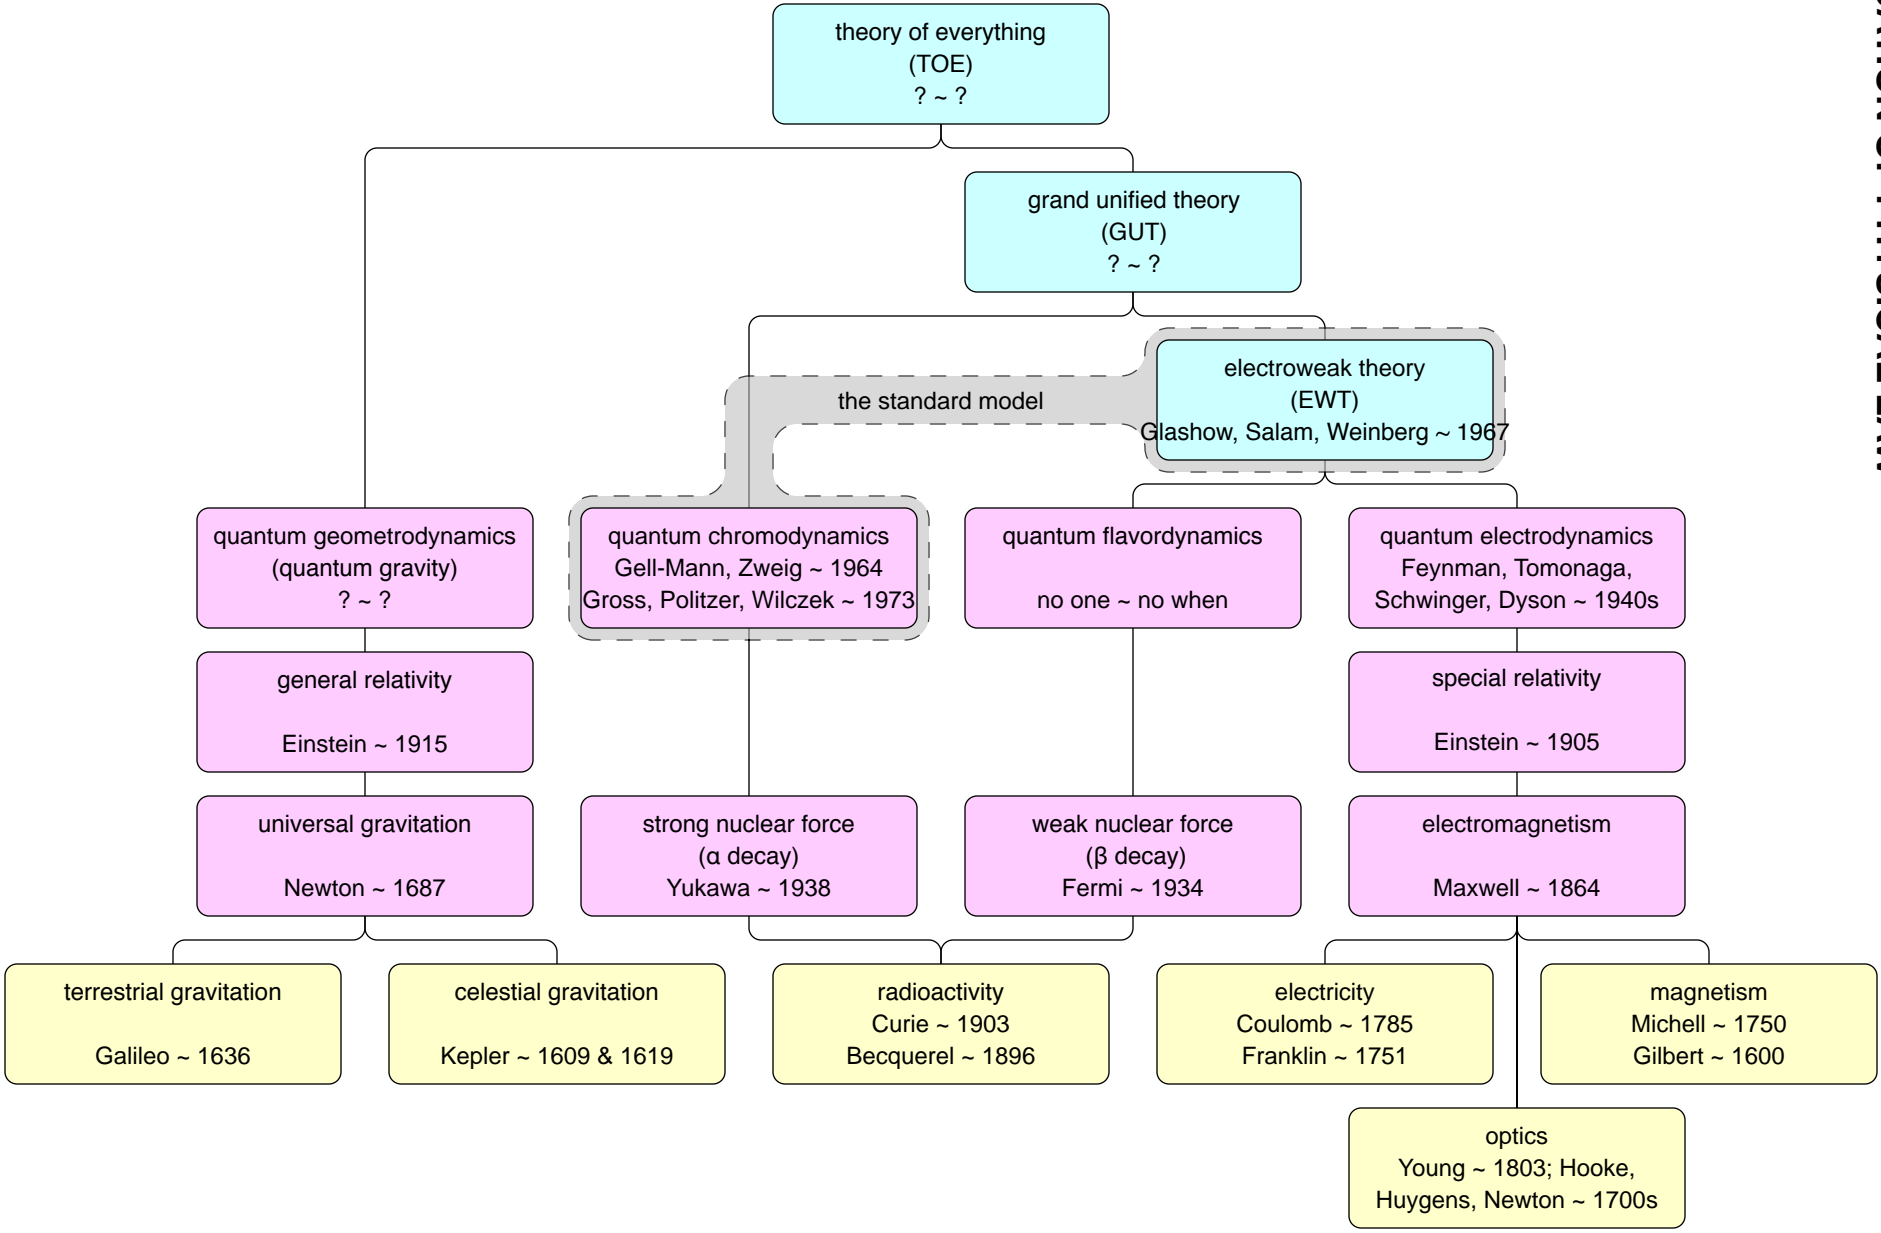 theory of everything
(TOE)
? ~ ?
grand unified theory
(GUT)
? ~ ?
electroweak theory
(EWT)
Glashow, Salam, Weinberg ~ 1967
the standard model
quantum geometrodynamics
(quantum gravity)
? ~ ?
quantum chromodynamics
Gell-Mann, Zweig ~ 1964
Gross, Politzer, Wilczek ~ 1973
quantum flavordynamics
no one ~ no when
quantum electrodynamics
Feynman, Tomonaga,
Schwinger, Dyson ~ 1940s
general relativity
Einstein ~ 1915
special relativity
Einstein ~ 1905
universal gravitation
Newton ~ 1687
strong nuclear force
(α decay)
Yukawa ~ 1938
weak nuclear force
(β decay)
Fermi ~ 1934
electromagnetism
Maxwell ~ 1864
terrestrial gravitation
Galileo ~ 1636
celestial gravitation
Kepler ~ 1609 & 1619
radioactivity
Curie ~ 1903
Becquerel ~ 1896
electricity
Coulomb ~ 1785
Franklin ~ 1751
magnetism
Michell ~ 1750
Gilbert ~ 1600
optics
Young ~ 1803; Hooke,
Huygens, Newton ~ 1700s